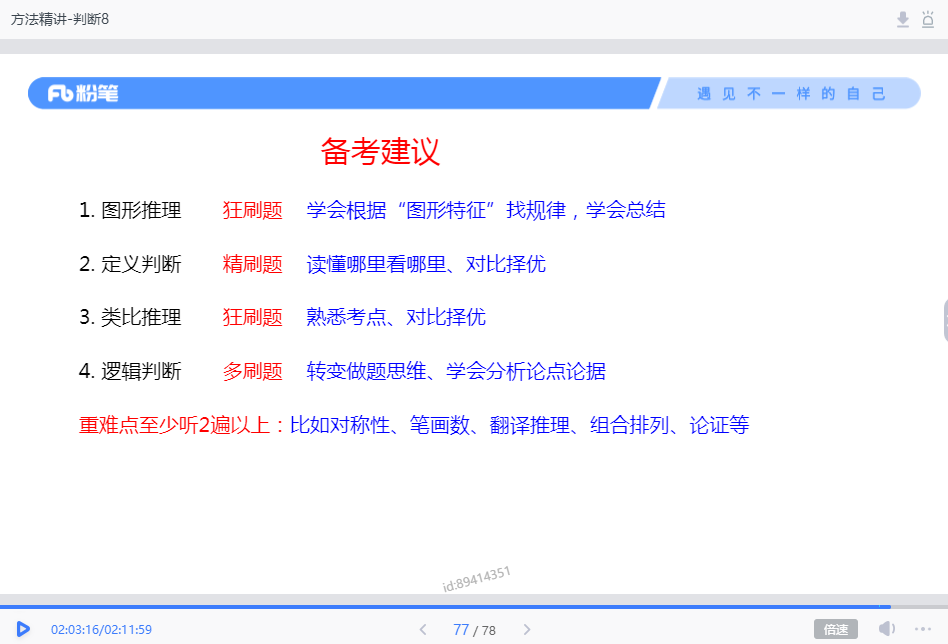 方法精讲-判断8
粉笔
遇见不一样的自己
备考建议
1. 图形推理 狂刷题 学会根据“图形特征”找规律，学会总结
2. 定义判断 精刷题 读懂哪里看哪里、对比择优
3. 类比推理 狂刷题 熟悉考点、对比择优
4. 逻辑判断 多刷题 转变做题思维、学会分析论点论据
重难点至少听2遍以上：比如对称性、笔画数、翻译推理、组合排列、论证等
id:89414351
02:03:16/02:11:59 77 / 78 倍速